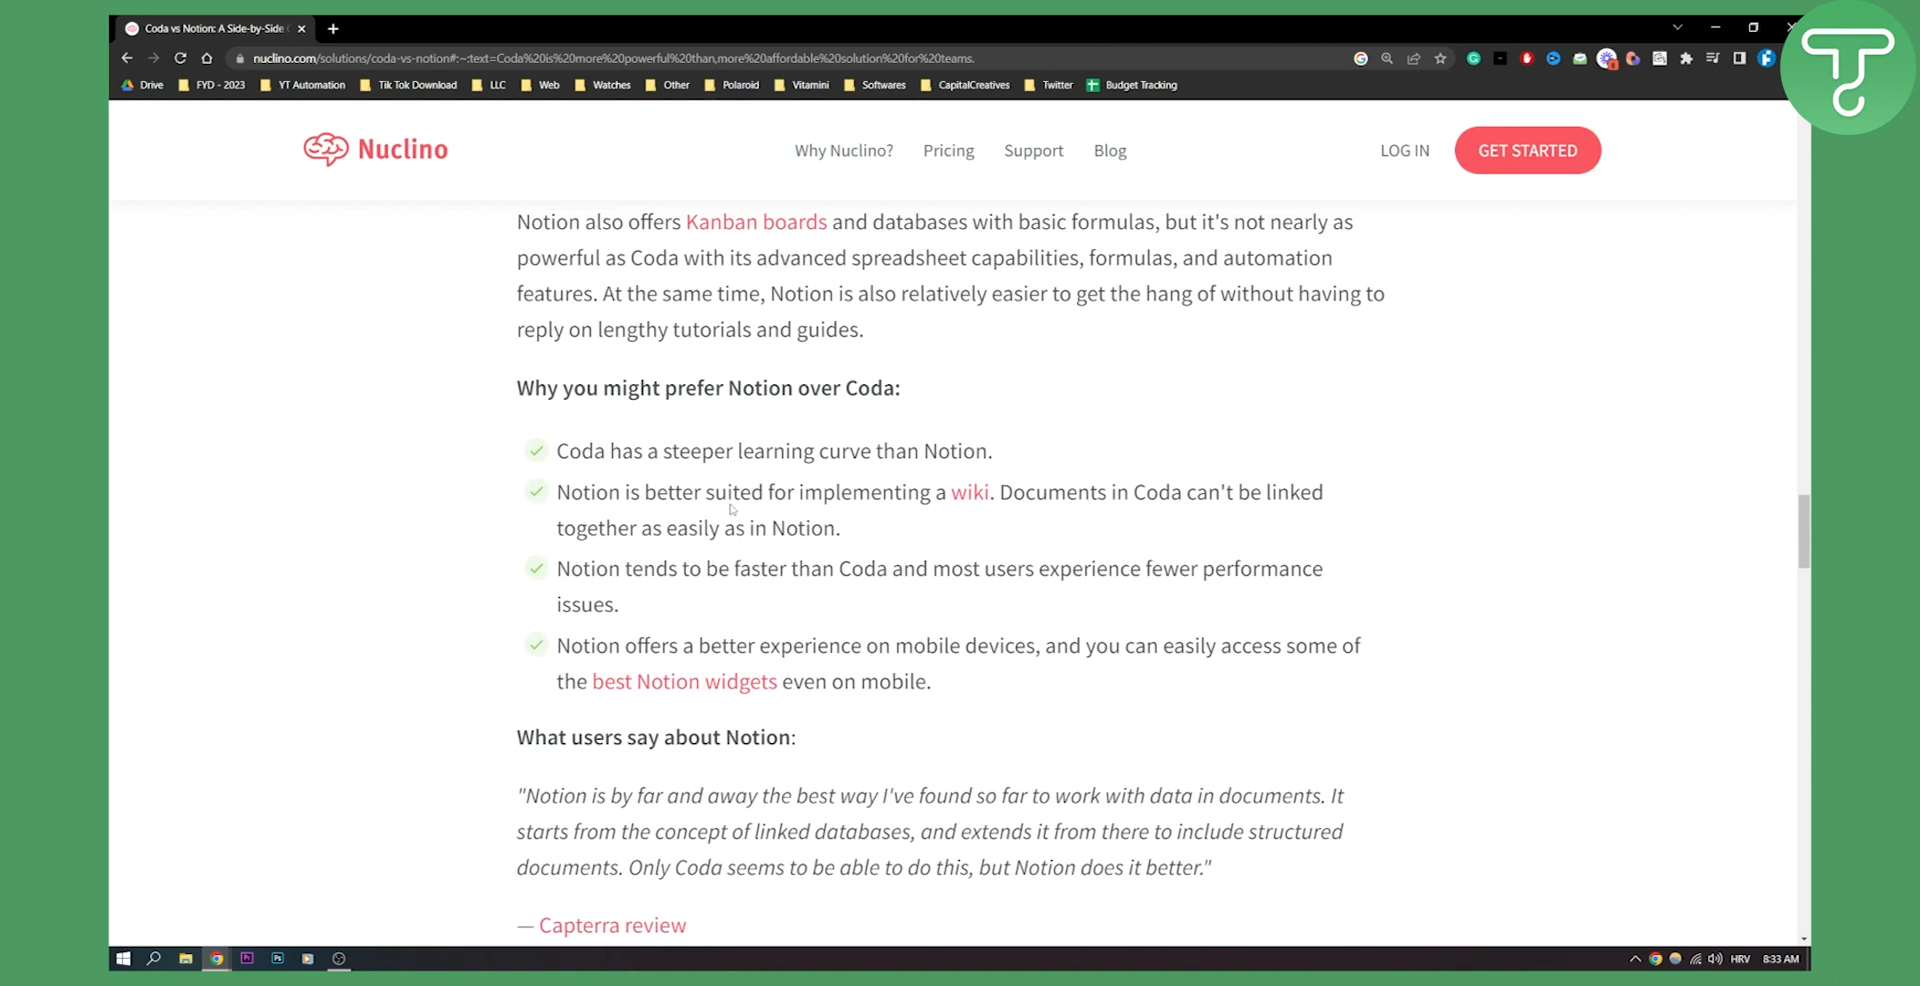 Coda vs Notion: A Side-by-Side
nuclino.com/solutions/coda-vs-notion#:~:text=Coda%20is%20more%20powerful%20than,more%20affordable%20solution%20for%20teams.
Drive FYD - 2023 YT Automation Tik Tok Download LLC Web Watches Other Polaroid Vitamini Softwares CapitalCreatives Twitter Budget Tracking
Nuclino Why Nuclino? Pricing Support Blog LOG IN GET STARTED
Notion also offers Kanban boards and databases with basic formulas, but it's not nearly as
powerful as Coda with its advanced spreadsheet capabilities, formulas, and automation
features. At the same time, Notion is also relatively easier to get the hang of without having to
reply on lengthy tutorials and guides.
Why you might prefer Notion over Coda:
Coda has a steeper learning curve than Notion.
Notion is better suited for implementing a wiki. Documents in Coda can't be linked
together as easily as in Notion.
Notion tends to be faster than Coda and most users experience fewer performance
issues.
Notion offers a better experience on mobile devices, and you can easily access some of
the best Notion widgets even on mobile.
What users say about Notion:
"Notion is by far and away the best way I've found so far to work with data in documents. It
starts from the concept of linked databases, and extends it from there to include structured
documents. Only Coda seems to be able to do this, but Notion does it better."
— Capterra review
HRV 8:33 AM